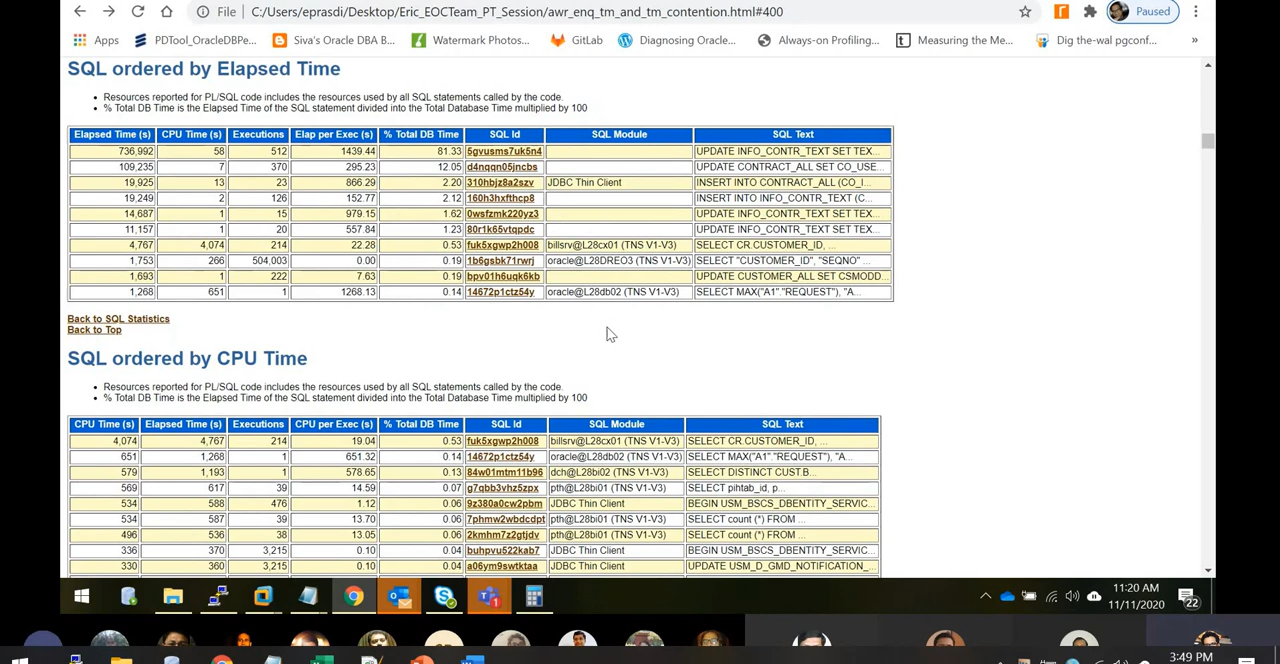 File C:/Users/eprasdi/Desktop/Eric_EOCTeam_PT_Session/awr_enq_tm_and_tm_contention.html#400 Paused
Apps PDTool_OracleDBPe... Siva's Oracle DBA B... Watermark Photos... GitLab Diagnosing Oracle... Always-on Profiling... Measuring the Me... Dig the-wal pgconf... »
SQL ordered by Elapsed Time
• Resources reported for PL/SQL code includes the resources used by all SQL statements called by the code.
• % Total DB Time is the Elapsed Time of the SQL statement divided into the Total Database Time multiplied by 100
Elapsed Time (s) CPU Time (s) Executions Elap per Exec (s) % Total DB Time SQL Id SQL Module SQL Text
736,992 58 512 1439.44 81.33 5gvusms7uk5n4 UPDATE INFO_CONTR_TEXT SET TEX...
109,235 7 370 295.23 12.05 d4nqqn05jncbs UPDATE CONTRACT_ALL SET CO_USE...
19,925 13 23 866.29 2.20 310hbjz8a2szv JDBC Thin Client INSERT INTO CONTRACT_ALL (CO_I...
19,249 2 126 152.77 2.12 160h3hxfthcp8 INSERT INTO INFO_CONTR_TEXT (C...
14,687 1 15 979.15 1.62 0wsfzmk220yz3 UPDATE INFO_CONTR_TEXT SET TEX...
11,157 1 20 557.84 1.23 80r1k65vtqpdc UPDATE INFO_CONTR_TEXT SET TEX...
4,767 4,074 214 22.28 0.53 fuk5xgwp2h008 billsrv@L28cx01 (TNS V1-V3) SELECT CR.CUSTOMER_ID, ...
1,753 266 504,003 0.00 0.19 1b6gsbk71rwrj oracle@L28DREO3 (TNS V1-V3) SELECT "CUSTOMER_ID", "SEQNO" ...
1,693 1 222 7.63 0.19 bpv01h6uqk6kb UPDATE CUSTOMER_ALL SET CSMODD...
1,268 651 1 1268.13 0.14 14672p1ctz54y oracle@L28db02 (TNS V1-V3) SELECT MAX("A1"."REQUEST"), "A...
Back to SQL Statistics
Back to Top
SQL ordered by CPU Time
• Resources reported for PL/SQL code includes the resources used by all SQL statements called by the code.
• % Total DB Time is the Elapsed Time of the SQL statement divided into the Total Database Time multiplied by 100
CPU Time (s) Elapsed Time (s) Executions CPU per Exec (s) % Total DB Time SQL Id SQL Module SQL Text
4,074 4,767 214 19.04 0.53 fuk5xgwp2h008 billsrv@L28cx01 (TNS V1-V3) SELECT CR.CUSTOMER_ID, ...
651 1,268 1 651.32 0.14 14672p1ctz54y oracle@L28db02 (TNS V1-V3) SELECT MAX("A1"."REQUEST"), "A...
579 1,193 1 578.65 0.13 84w01mtm11b96 dch@L28bi02 (TNS V1-V3) SELECT DISTINCT CUST.B...
569 617 39 14.59 0.07 g7qbb3vhz5zpx pth@L28bi01 (TNS V1-V3) SELECT pihtab_id, p...
534 588 476 1.12 0.06 9z380a0cw2pbm JDBC Thin Client BEGIN USM_BSCS_DBENTITY_SERVIC...
534 587 39 13.70 0.06 7phmw2wbdcdpt pth@L28bi01 (TNS V1-V3) SELECT count (*) FROM ...
496 536 38 13.05 0.06 2kmhm7z2gtjdv pth@L28bi01 (TNS V1-V3) SELECT count (*) FROM ...
336 370 3,215 0.10 0.04 buhpvu522kab7 JDBC Thin Client BEGIN USM_BSCS_DBENTITY_SERVIC...
330 360 3,215 0.10 0.04 a06ym9swtktaa JDBC Thin Client UPDATE USM_D_GMD_NOTIFICATION_...
11:20 AM
11/11/2020
22
3:49 PM